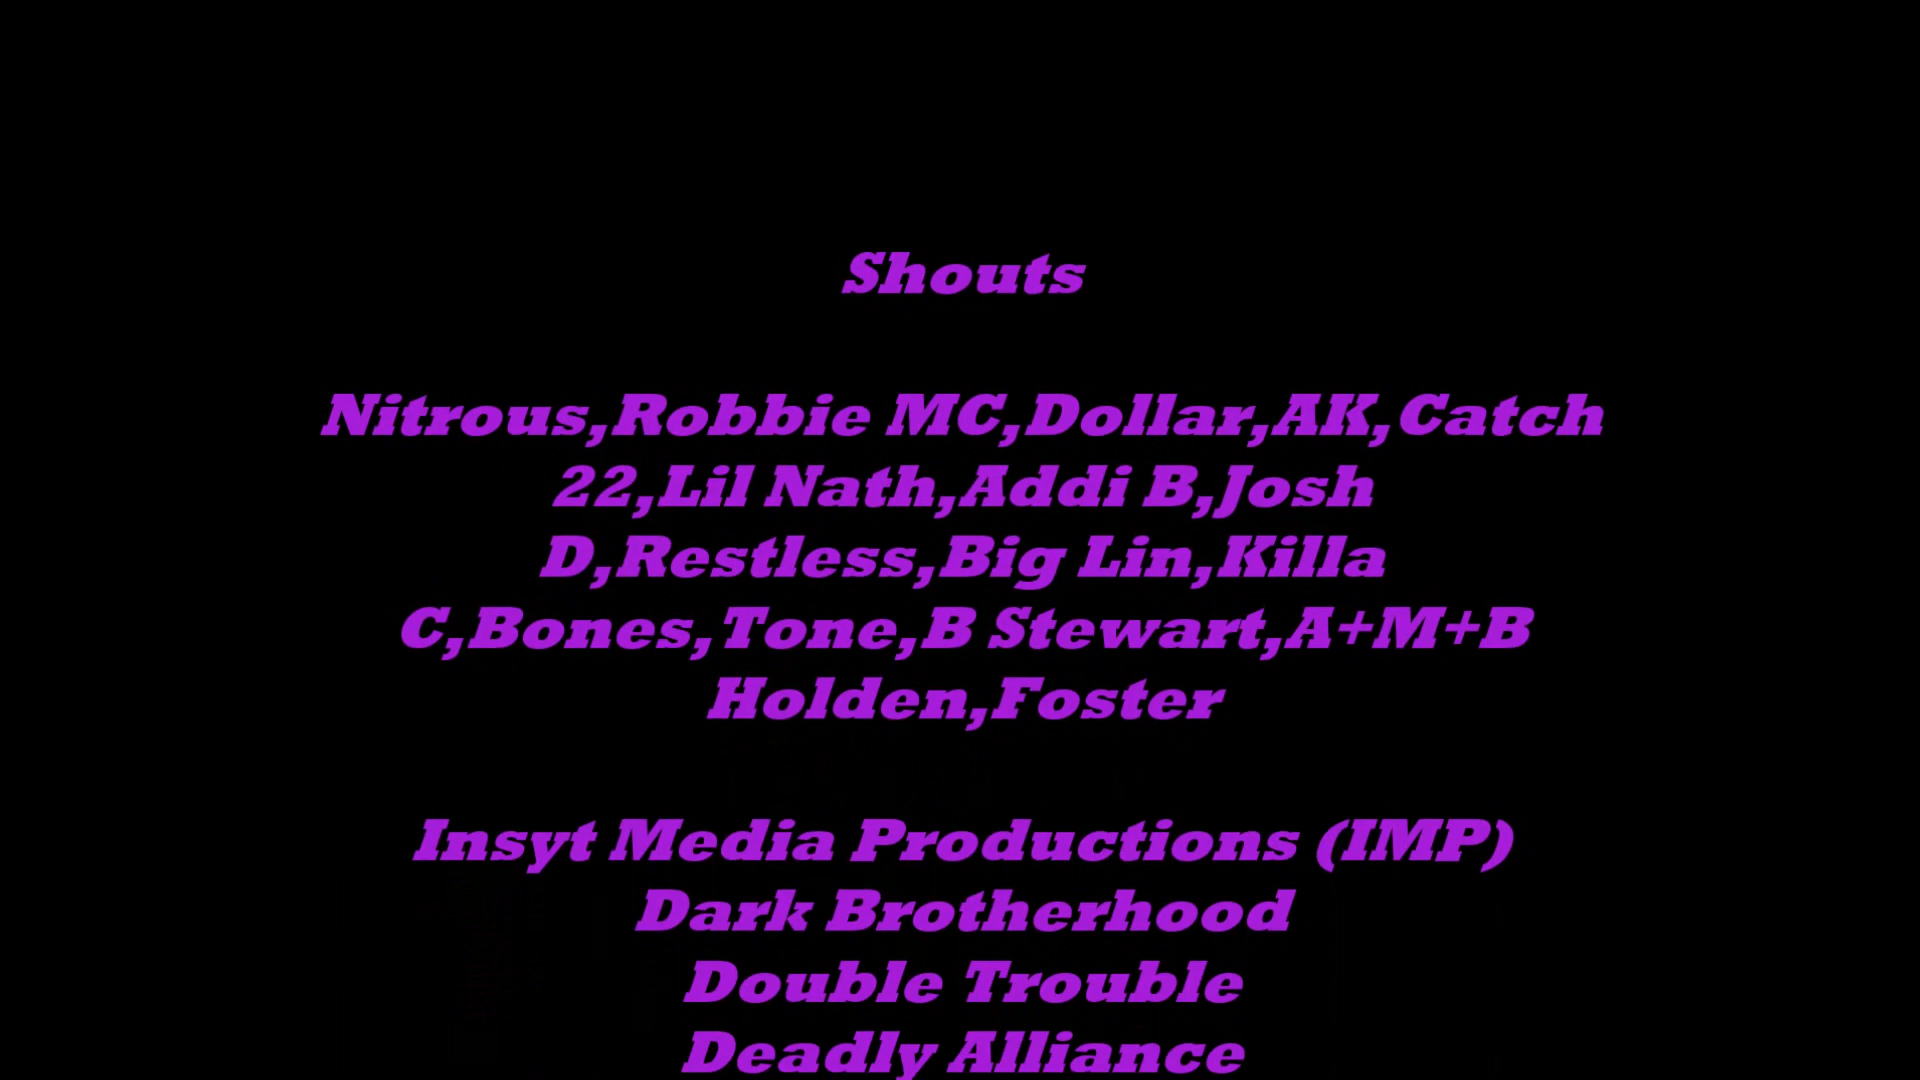 Shouts
Nitrous,Robbie MC,Dollar,AK,Catch
22,Lil Nath,Addi B,Josh
D,Restless,Big Lin,Killa
C,Bones,Tone,B Stewart,A+M+B
Holden,Foster
Insyt Media Productions (IMP)
Dark Brotherhood
Double Trouble
Deadly Alliance